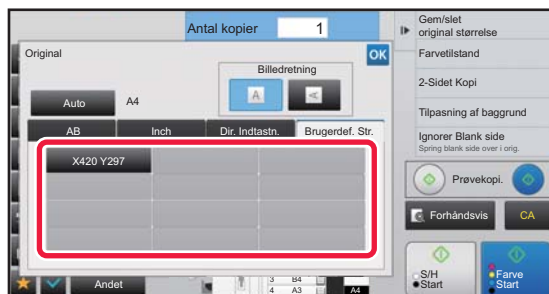 Antal kopier 1
Gem/slet
original størrelse
Original
OK
Farvetilstand
Billedretning
A A
2-Sidet Kopi
Auto A4
Tilpasning af baggrund
AB Inch Dir. Indtastn. Brugerdef. Str.
Ignorer Blank side
Spring blank side over i orig.
X420 Y297
Prøvekopi.
Forhåndsvis CA
S/H
Start
Farve
Start
Andet
3 B4
4 A3 A4